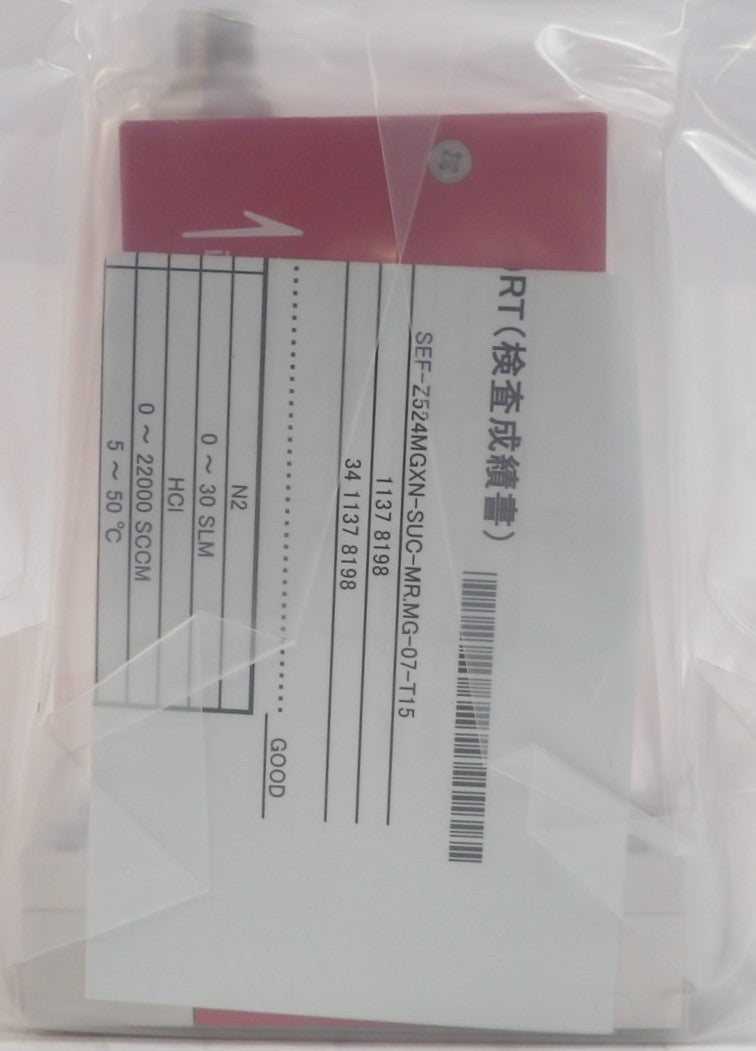 RT(検査成績書)
SEF-Z524MGXN-SUC-MR.MG-07-T15
1137 8198
34 1137 8198
GOOD
N2
0 ~ 30 SLM
HCl
0 ~ 22000 SCCM
5 ~ 50 ℃